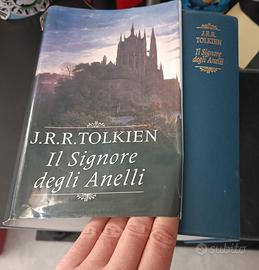 J.R.R.TOLKIEN
Il Signore
degli Anelli
J.R.R.
TOLKIEN
Il Signore
degli Anelli
subito